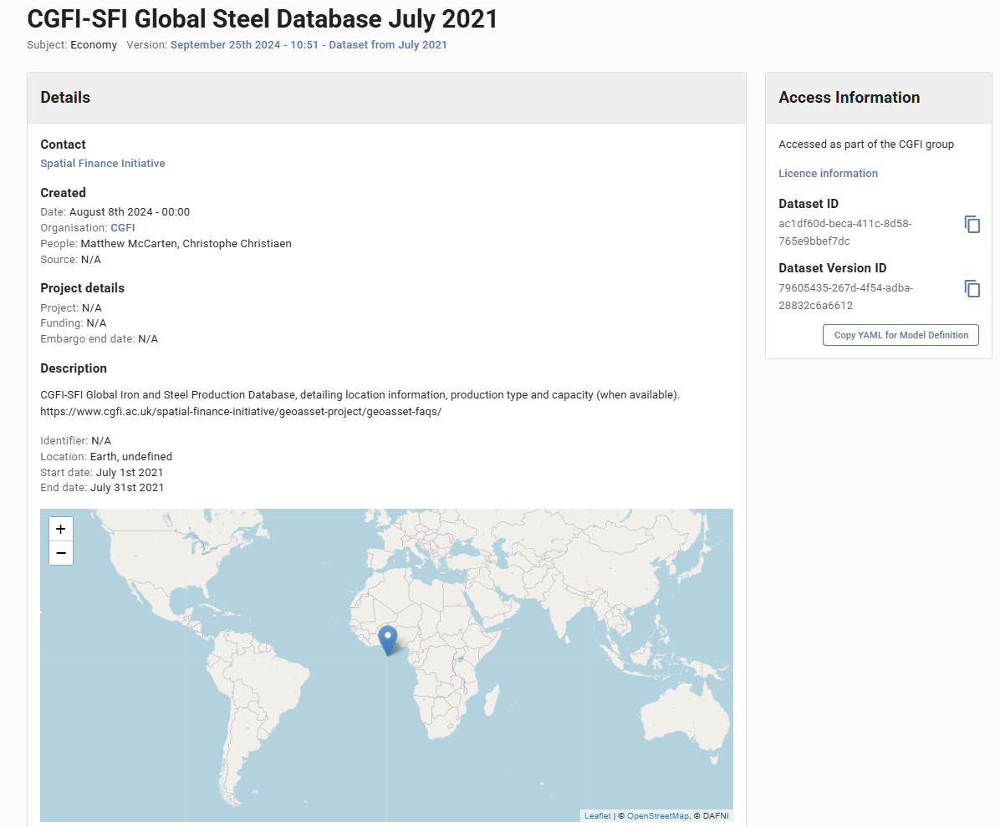 CGFI-SFI Global Steel Database July 2021
Subject: Economy Version: September 25th 2024 - 10:51 - Dataset from July 2021
Details
Contact
Spatial Finance Initiative
Created
Date: August 8th 2024 - 00:00
Organisation: CGFI
People: Matthew McCarten, Christophe Christiaen
Source: N/A
Project details
Project: N/A
Funding: N/A
Embargo end date: N/A
Description
CGFI-SFI Global Iron and Steel Production Database, detailing location information, production type and capacity (when available).
https://www.cgfi.ac.uk/spatial-finance-initiative/geoasset-project/geoasset-faqs/
Identifier: N/A
Location: Earth, undefined
Start date: July 1st 2021
End date: July 31st 2021
+
−
Leaflet | © OpenStreetMap, © DAFNI
Access Information
Accessed as part of the CGFI group
Licence information
Dataset ID
ac1df60d-beca-411c-8d58-
765e9bbef7dc
Dataset Version ID
79605435-267d-4f54-adba-
28832c6a6612
Copy YAML for Model Definition